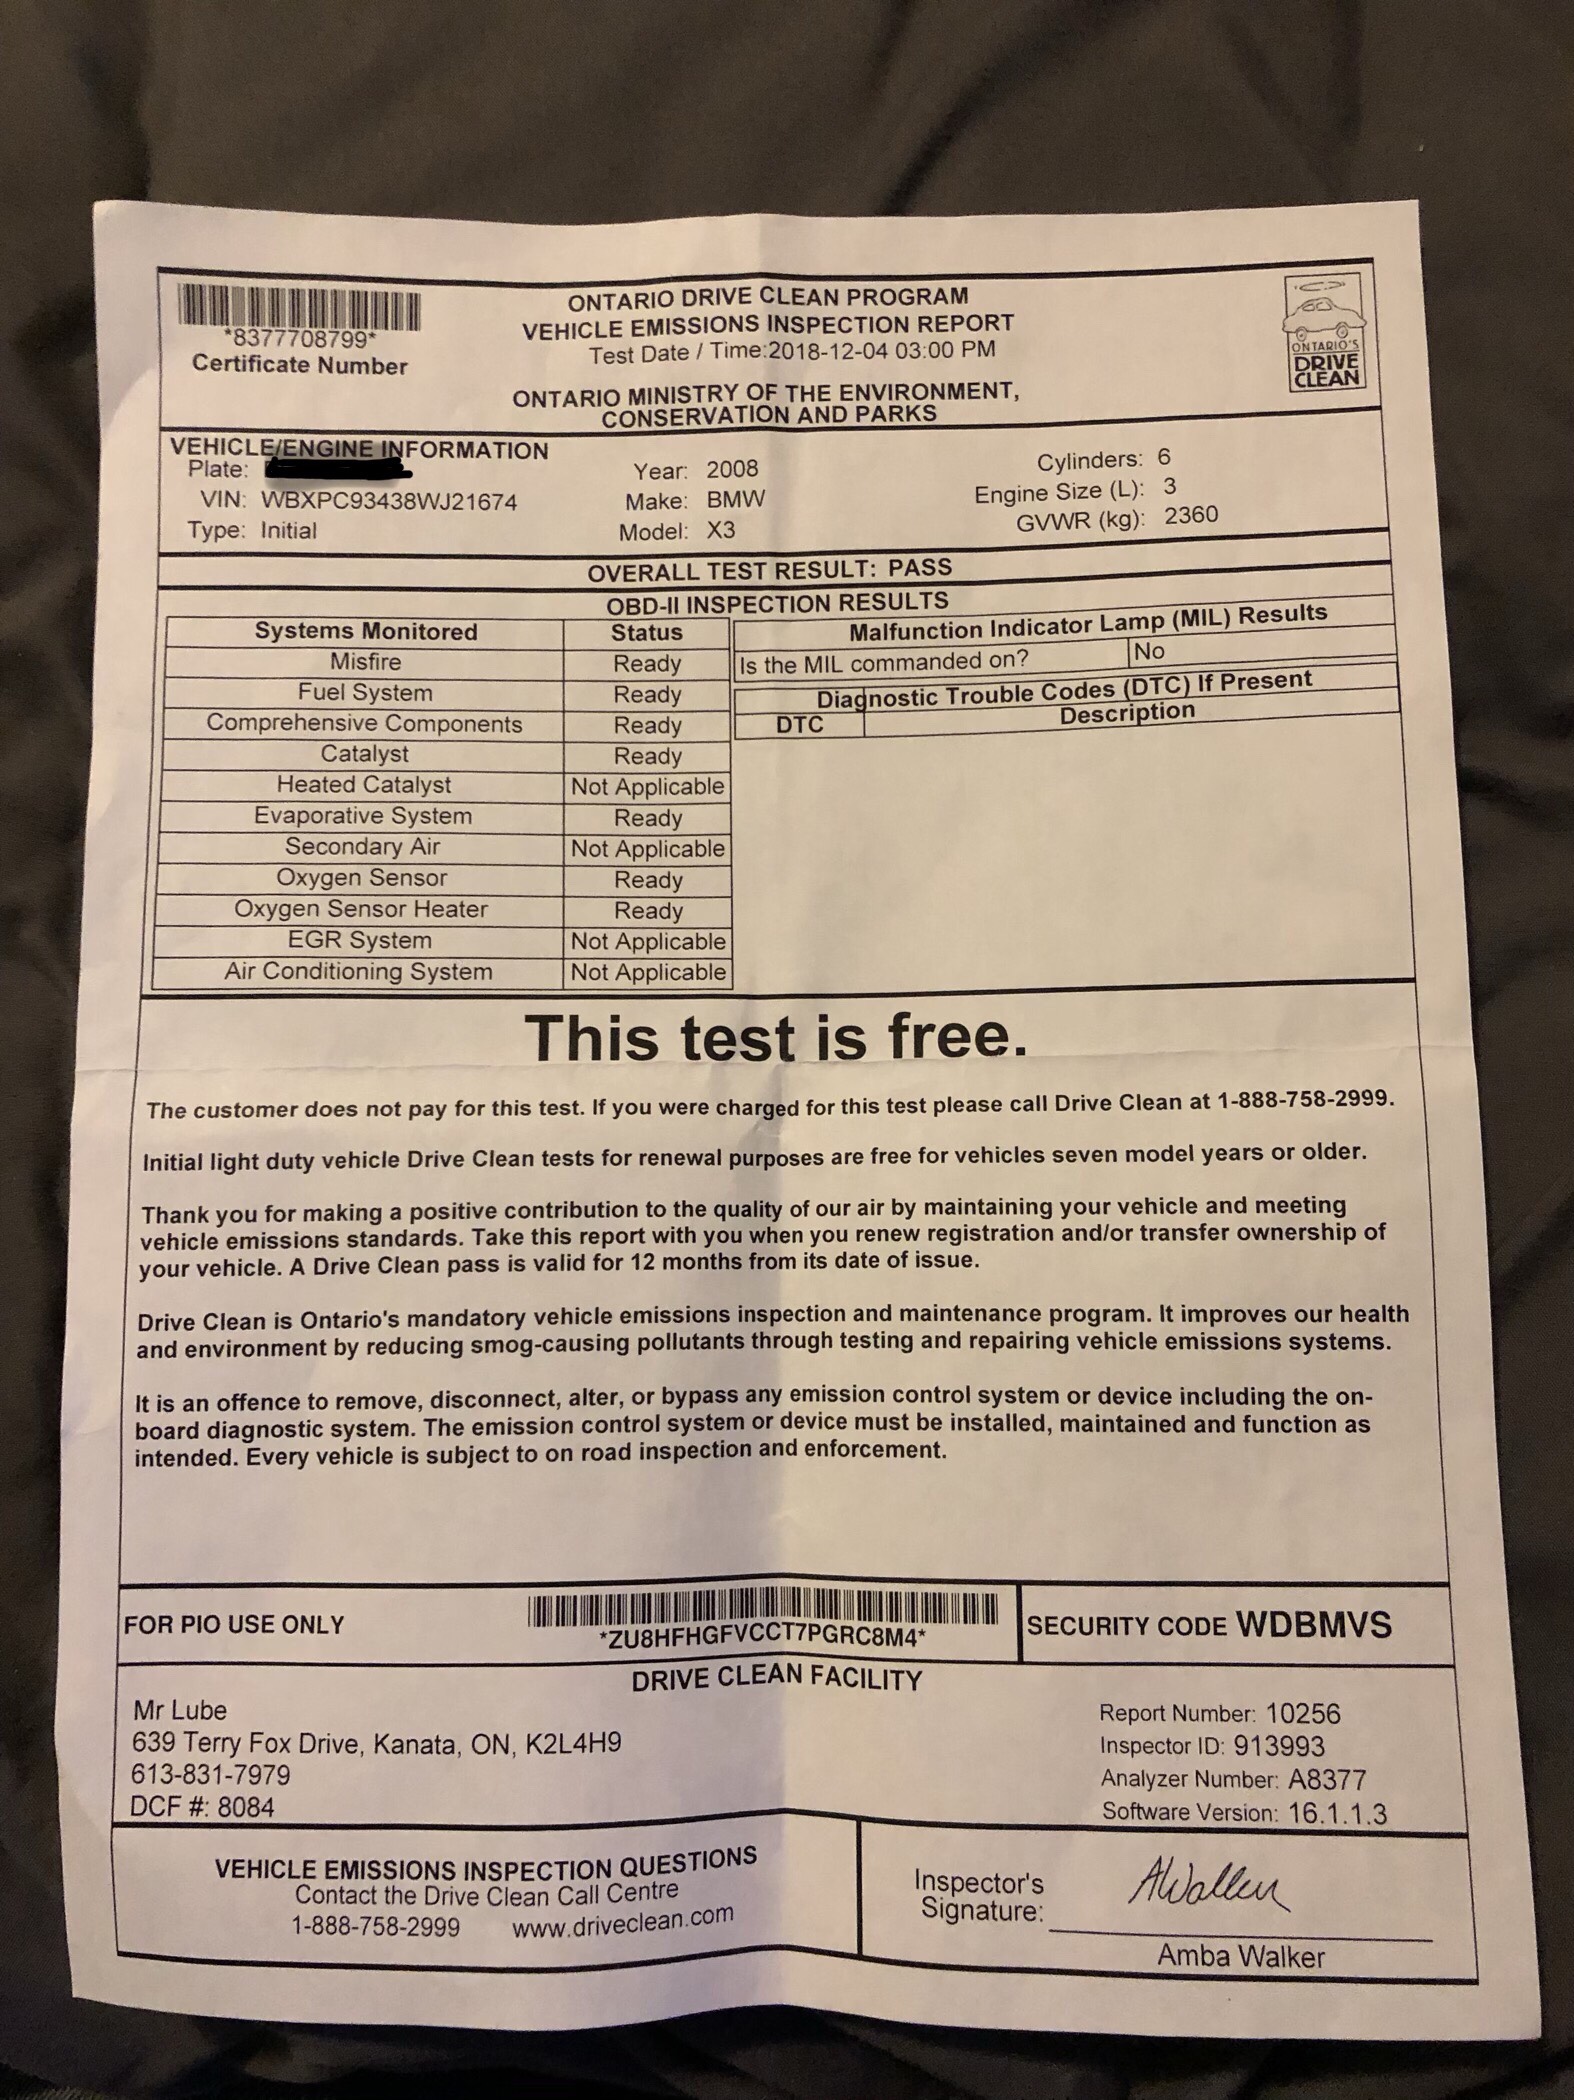 *8377708799*
Certificate Number
ONTARIO DRIVE CLEAN PROGRAM
VEHICLE EMISSIONS INSPECTION REPORT
Test Date / Time:2018-12-04 03:00 PM
ONTARIO MINISTRY OF THE ENVIRONMENT,
CONSERVATION AND PARKS
ONTARIO'S
DRIVE
CLEAN
VEHICLE/ENGINE INFORMATION
Plate:
VIN: WBXPC93438WJ21674
Type: Initial
Year: 2008
Make: BMW
Model: X3
Cylinders: 6
Engine Size (L): 3
GVWR (kg): 2360
OVERALL TEST RESULT: PASS
OBD-II INSPECTION RESULTS
Systems Monitored Status
Misfire Ready
Fuel System Ready
Comprehensive Components Ready
Catalyst Ready
Heated Catalyst Not Applicable
Evaporative System Ready
Secondary Air Not Applicable
Oxygen Sensor Ready
Oxygen Sensor Heater Ready
EGR System Not Applicable
Air Conditioning System Not Applicable
Malfunction Indicator Lamp (MIL) Results
Is the MIL commanded on? No
Diagnostic Trouble Codes (DTC) If Present
DTC Description
This test is free.
The customer does not pay for this test. If you were charged for this test please call Drive Clean at 1-888-758-2999.
Initial light duty vehicle Drive Clean tests for renewal purposes are free for vehicles seven model years or older.
Thank you for making a positive contribution to the quality of our air by maintaining your vehicle and meeting
vehicle emissions standards. Take this report with you when you renew registration and/or transfer ownership of
your vehicle. A Drive Clean pass is valid for 12 months from its date of issue.
Drive Clean is Ontario's mandatory vehicle emissions inspection and maintenance program. It improves our health
and environment by reducing smog-causing pollutants through testing and repairing vehicle emissions systems.
It is an offence to remove, disconnect, alter, or bypass any emission control system or device including the on-
board diagnostic system. The emission control system or device must be installed, maintained and function as
intended. Every vehicle is subject to on road inspection and enforcement.
FOR PIO USE ONLY
*ZU8HFHGFVCCT7PGRC8M4*
SECURITY CODE WDBMVS
DRIVE CLEAN FACILITY
Mr Lube
639 Terry Fox Drive, Kanata, ON, K2L4H9
613-831-7979
DCF #: 8084
Report Number: 10256
Inspector ID: 913993
Analyzer Number: A8377
Software Version: 16.1.1.3
VEHICLE EMISSIONS INSPECTION QUESTIONS
Contact the Drive Clean Call Centre
1-888-758-2999 www.driveclean.com
Inspector's
Signature:
AWalker
Amba Walker